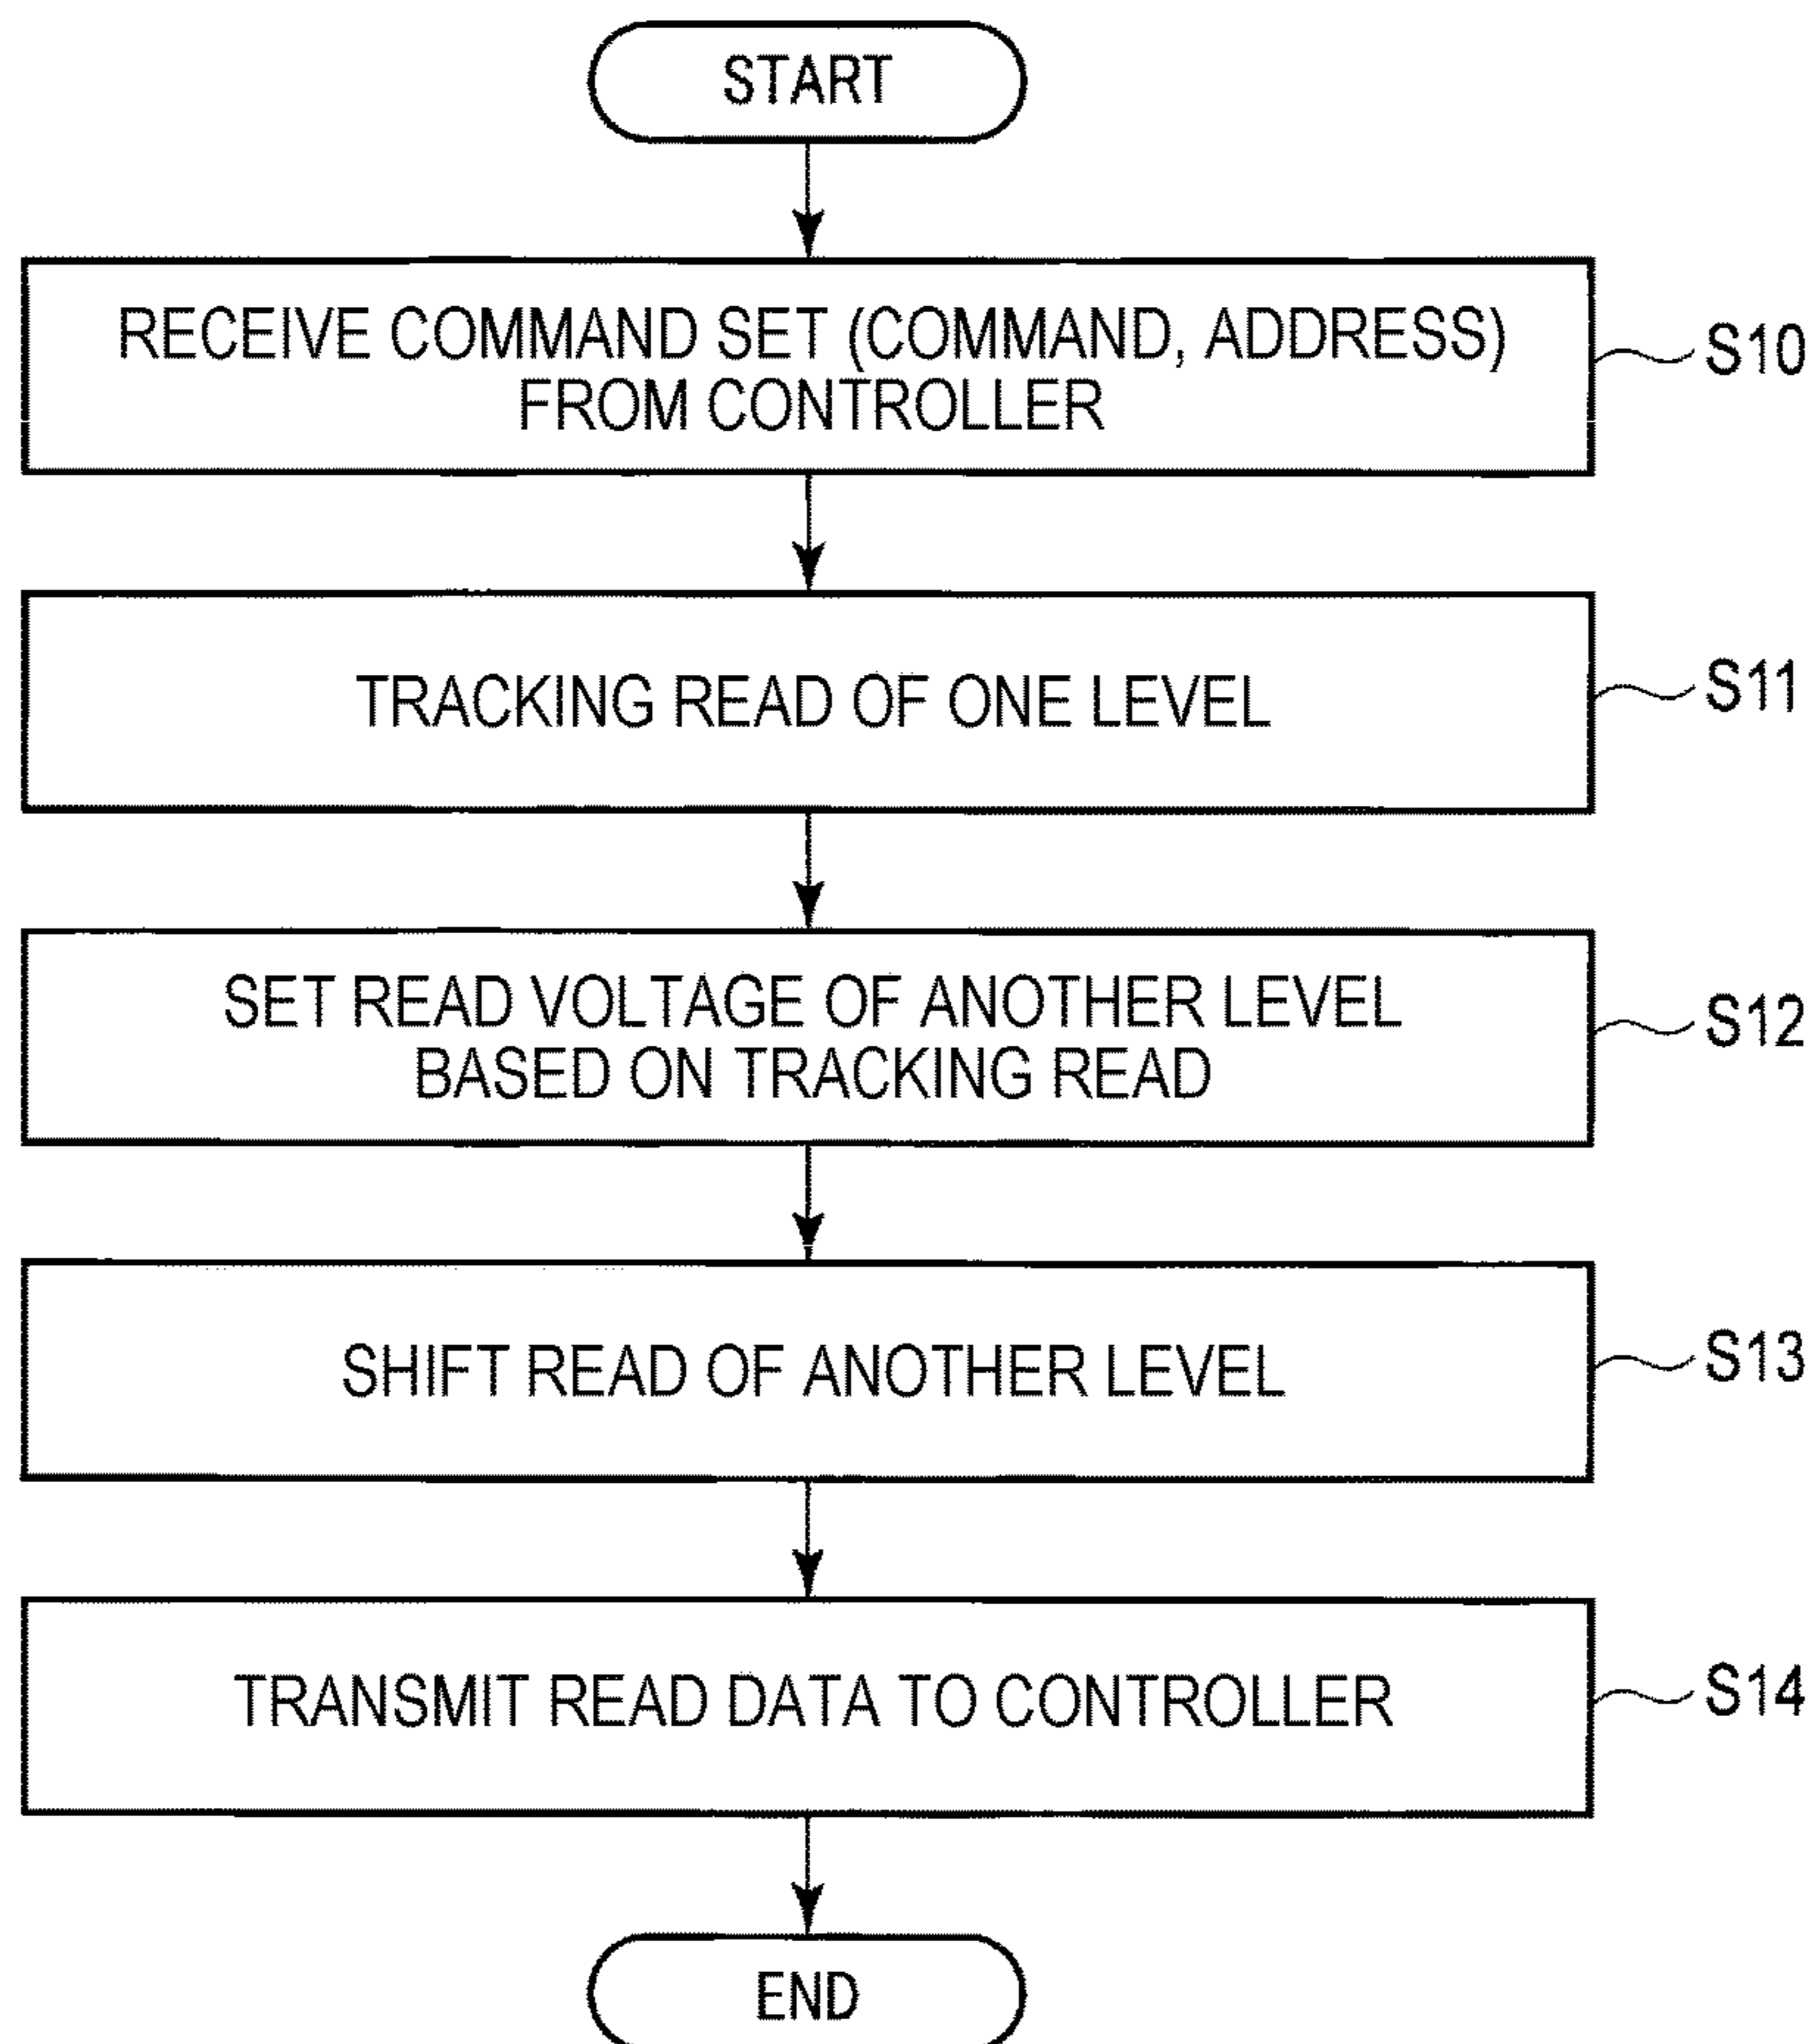 START
RECEIVE COMMAND SET (COMMAND, ADDRESS)
FROM CONTROLLER
S10
TRACKING READ OF ONE LEVEL
S11
SET READ VOLTAGE OF ANOTHER LEVEL
BASED ON TRACKING READ
S12
SHIFT READ OF ANOTHER LEVEL
S13
TRANSMIT READ DATA TO CONTROLLER
S14
END